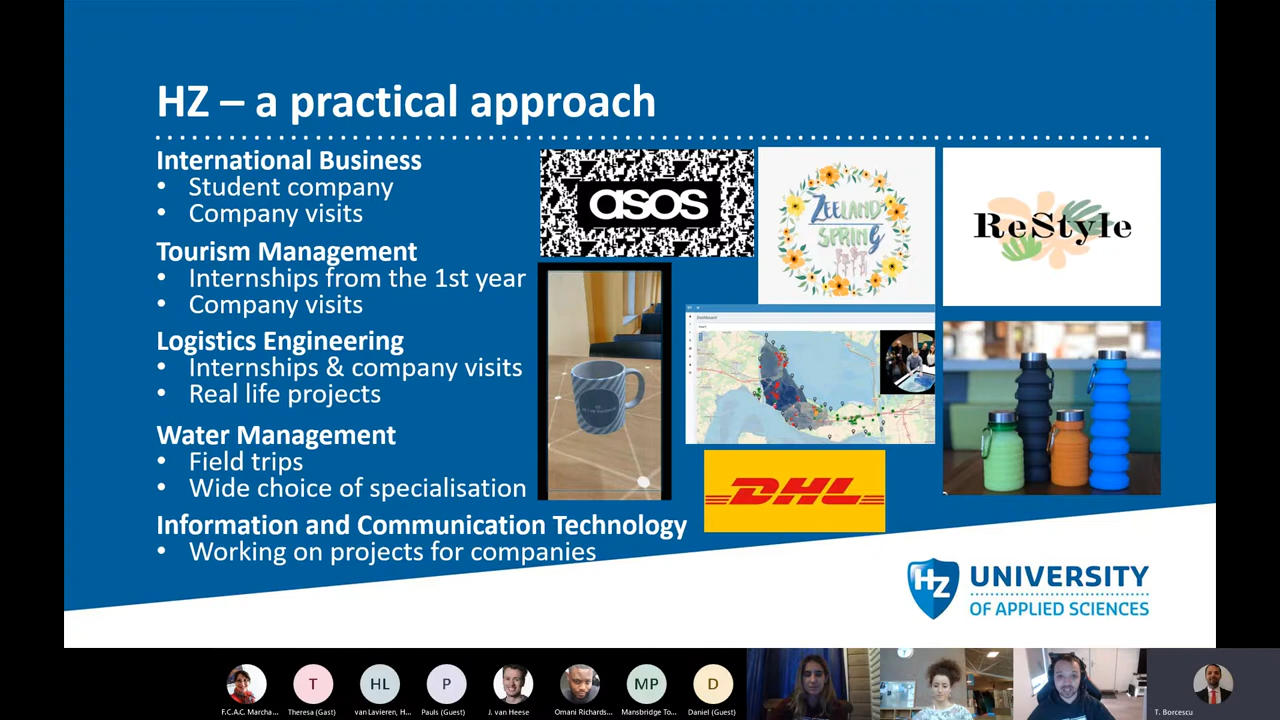 HZ – a practical approach
International Business
• Student company
• Company visits
Tourism Management
• Internships from the 1st year
• Company visits
Logistics Engineering
• Internships & company visits
• Real life projects
Water Management
• Field trips
• Wide choice of specialisation
Information and Communication Technology
• Working on projects for companies
asos
ZEELAND
SPRING
ReStyle
Dashboard
DHL
HZ UNIVERSITY
OF APPLIED SCIENCES
T
HL
P
MP
D
F.C.A.C. Marcha...
Theresa (Gast)
van Lavieren, H...
Pauls (Guest)
J. van Heese
Omani Richards...
Mansbridge To...
Daniel (Guest)
T. Borcescu